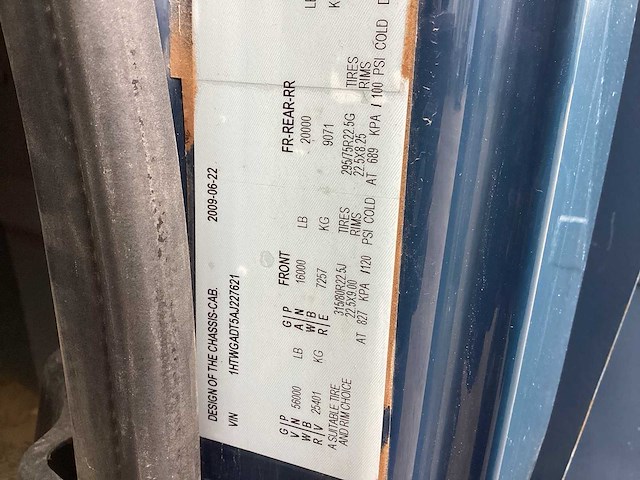 DESIGN OF THE CHASSIS-CAB. 2009-06-22
VIN 1HTWGADT5AJ227621
G|P G|P FRONT FR-REAR-RR
V|N 56000 LB A|N 16000 LB 20000
W|B W|B
R|V 25401 KG R|E 7257 KG 9071
A SUITABLE TIRE 315/80R22.5J TIRES 295/75R22.5G TIRES
AND RIM CHOICE 22.5X9.00 RIMS 22.5X8.25 RIMS
AT 827 KPA /120 PSI COLD AT 689 KPA / 100 PSI COLD